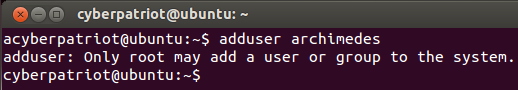 cyberpatriot@ubuntu: ~
acyberpatriot@ubuntu:~$ adduser archimedes
adduser: Only root may add a user or group to the system.
cyberpatriot@ubuntu:~$